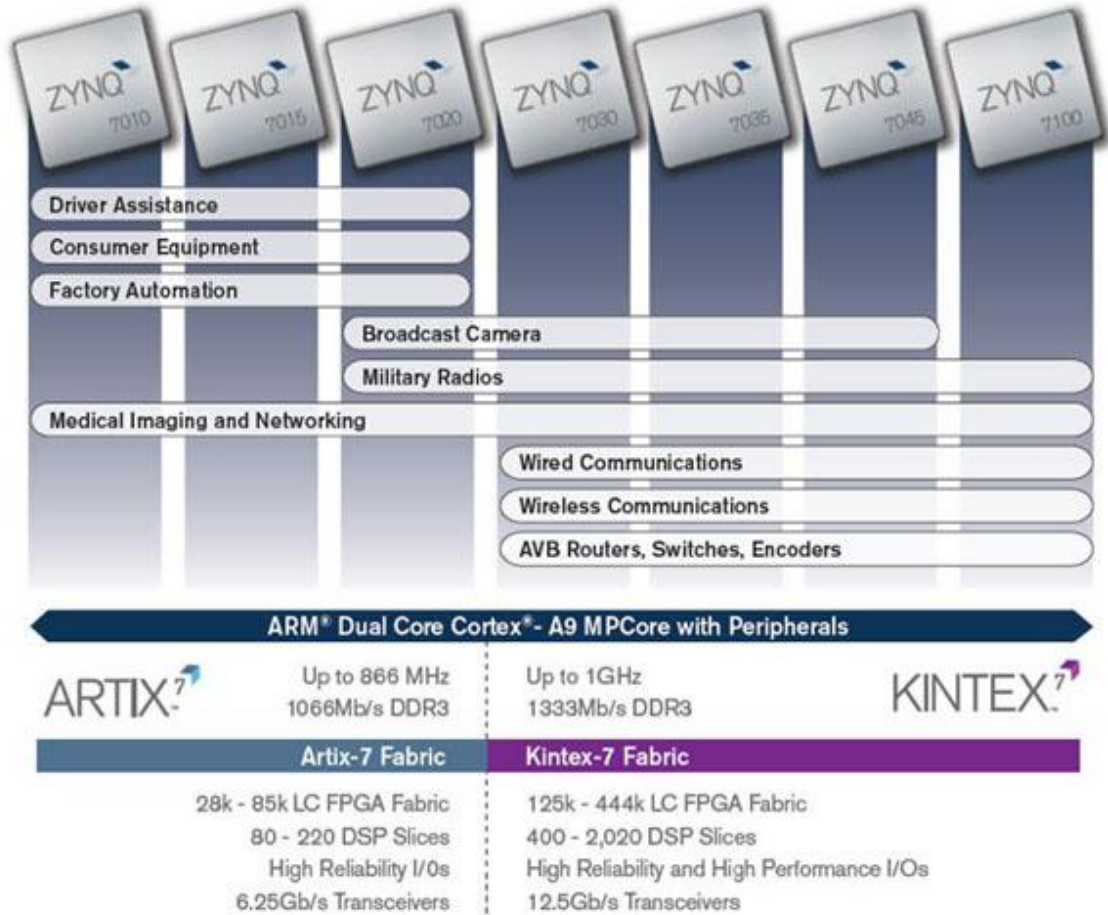 ZYNQ 7010
ZYNQ 7015
ZYNQ 7020
ZYNQ 7030
ZYNQ 7035
ZYNQ 7045
ZYNQ 7100
Driver Assistance
Consumer Equipment
Factory Automation
Broadcast Camera
Military Radios
Medical Imaging and Networking
Wired Communications
Wireless Communications
AVB Routers, Switches, Encoders
ARM® Dual Core Cortex®- A9 MPCore with Peripherals
ARTIX™ 7
Up to 866 MHz
1066Mb/s DDR3
Up to 1GHz
1333Mb/s DDR3
KINTEX™ 7
Artix-7 Fabric
Kintex-7 Fabric
28k - 85k LC FPGA Fabric
80 - 220 DSP Slices
High Reliability I/0s
6.25Gb/s Transceivers
125k - 444k LC FPGA Fabric
400 - 2,020 DSP Slices
High Reliability and High Performance I/Os
12.5Gb/s Transceivers